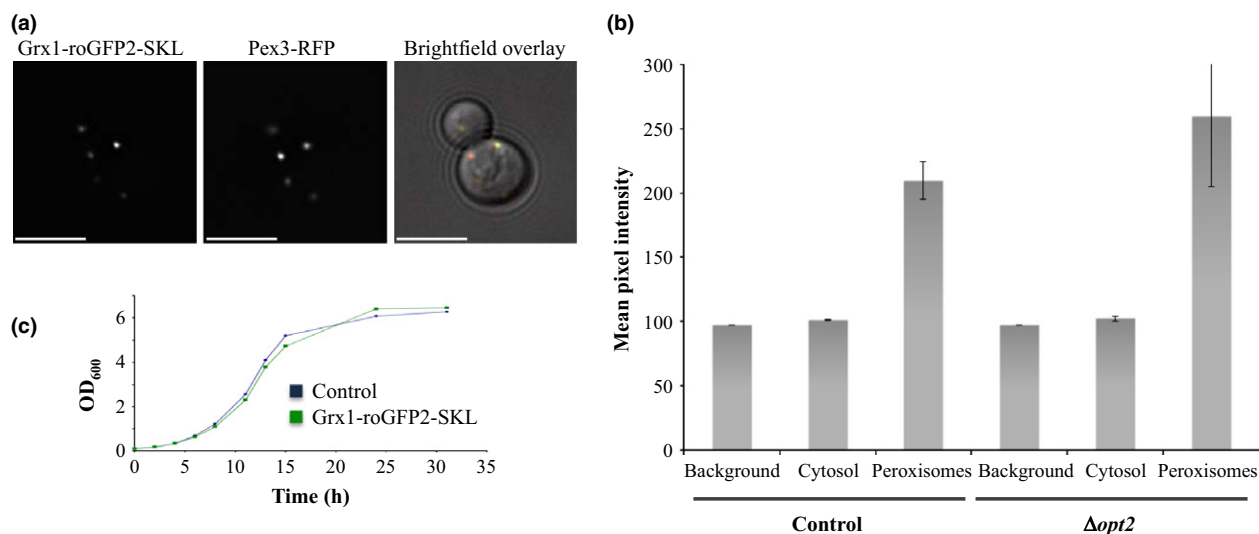 (a)
Grx1-roGFP2-SKL Pex3-RFP Brightfield overlay
(b)
Mean pixel intensity
300
250
200
150
100
50
0
Background Cytosol Peroxisomes Background Cytosol Peroxisomes
Control Δopt2
(c)
OD600
6
4
2
0
Control
Grx1-roGFP2-SKL
0 5 10 15 20 25 30 35
Time (h)